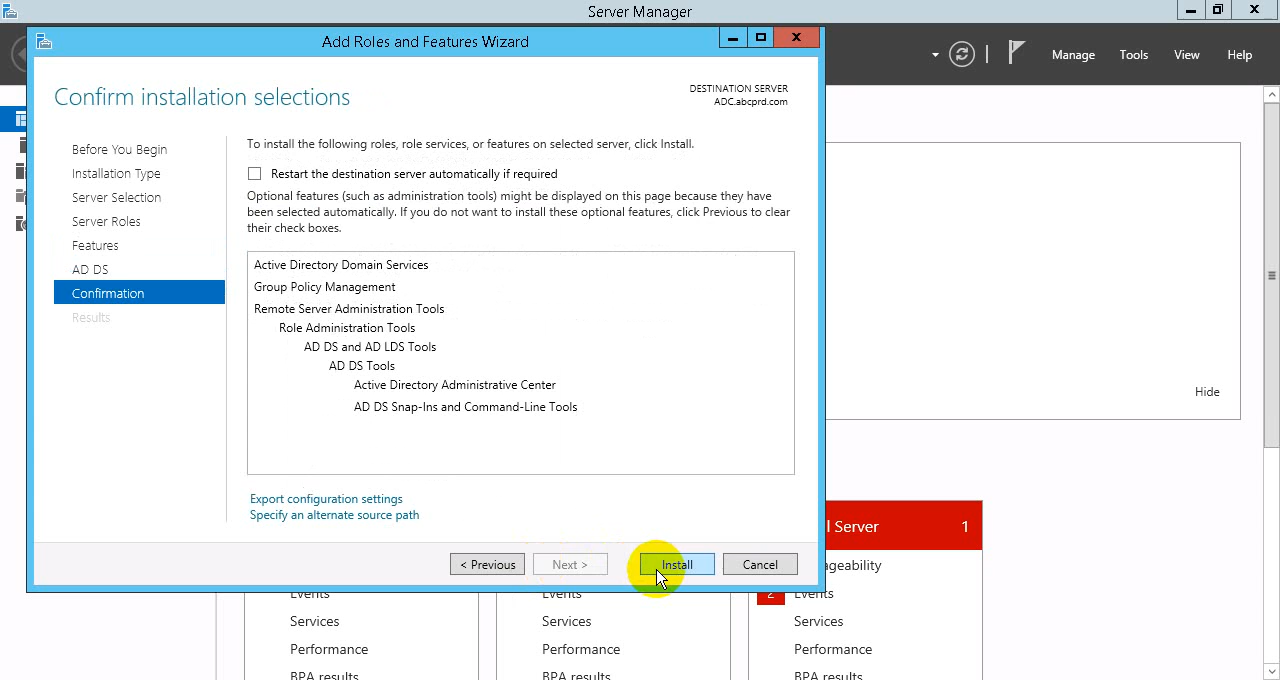 Server Manager
Add Roles and Features Wizard
Manage
Tools
View
Help
Confirm installation selections
DESTINATION SERVER
ADC.abcprd.com
Before You Begin
Installation Type
Server Selection
Server Roles
Features
AD DS
Confirmation
Results
To install the following roles, role services, or features on selected server, click Install.
Restart the destination server automatically if required
Optional features (such as administration tools) might be displayed on this page because they have
been selected automatically. If you do not want to install these optional features, click Previous to clear
their check boxes.
Active Directory Domain Services
Group Policy Management
Remote Server Administration Tools
Role Administration Tools
AD DS and AD LDS Tools
AD DS Tools
Active Directory Administrative Center
AD DS Snap-Ins and Command-Line Tools
Export configuration settings
Specify an alternate source path
< Previous
Next >
Install
Cancel
Hide
l Server 1
ageability
Events
Events
2 Events
Services
Services
Services
Performance
Performance
Performance
BPA results
BPA results
BPA results